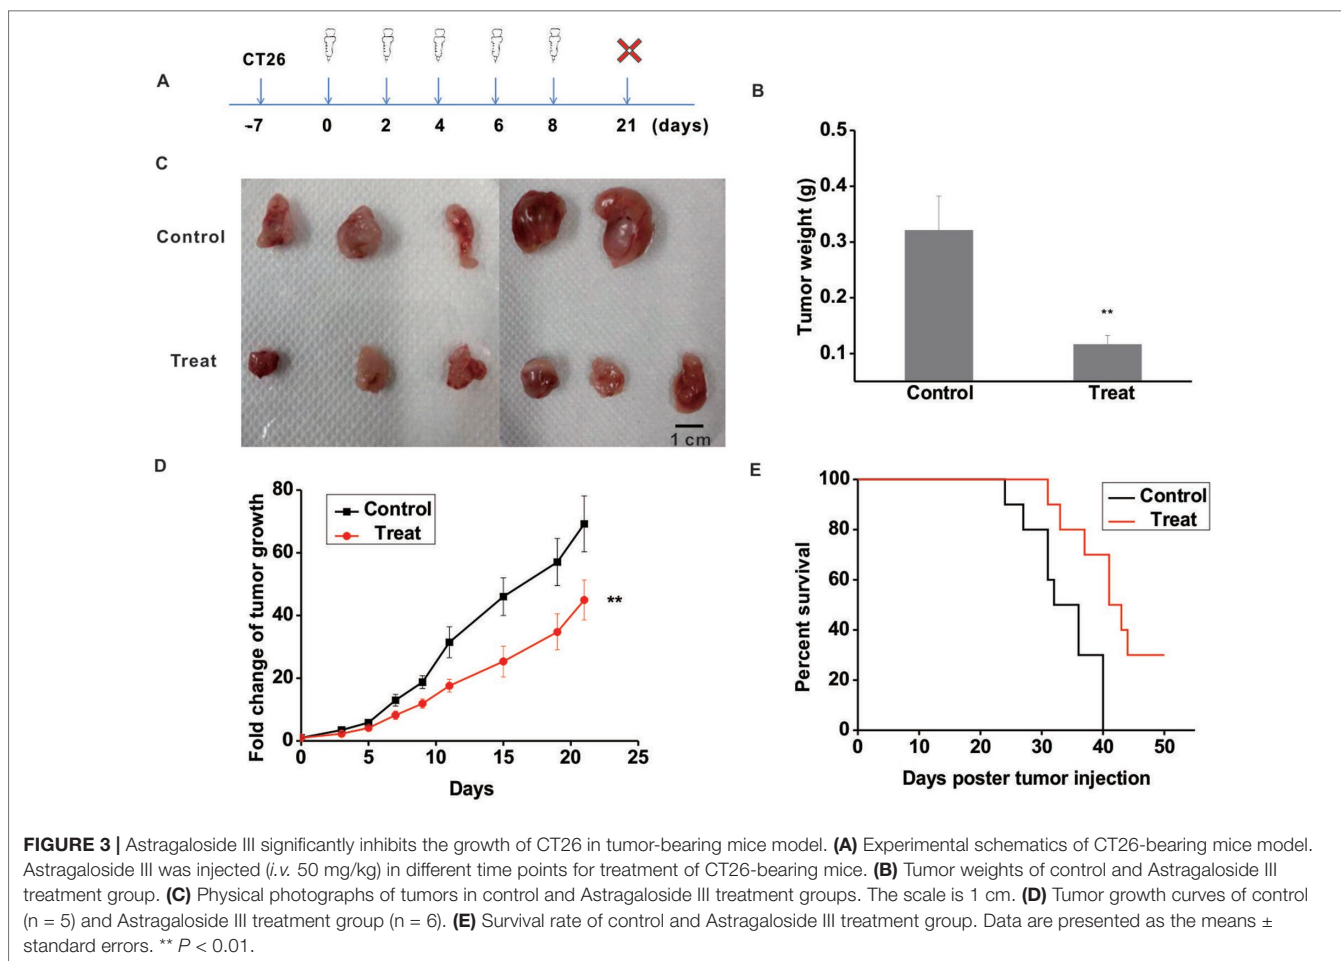 A
CT26
-7 0 2 4 6 8 21 (days)
B
0.5
0.4
0.3
0.2
0.1
Tumor weight (g)
**
Control Treat
C
Control
Treat
1 cm
D
80
60
40
20
0
Fold change of tumor growth
Control
Treat
**
0 5 10 15 20 25
Days
E
100
80
60
40
20
0
Percent survival
Control
Treat
0 10 20 30 40 50
Days poster tumor injection
FIGURE 3 | Astragaloside III significantly inhibits the growth of CT26 in tumor-bearing mice model. (A) Experimental schematics of CT26-bearing mice model.
Astragaloside III was injected (i.v. 50 mg/kg) in different time points for treatment of CT26-bearing mice. (B) Tumor weights of control and Astragaloside III
treatment group. (C) Physical photographs of tumors in control and Astragaloside III treatment groups. The scale is 1 cm. (D) Tumor growth curves of control
(n = 5) and Astragaloside III treatment group (n = 6). (E) Survival rate of control and Astragaloside III treatment group. Data are presented as the means ±
standard errors. ** P < 0.01.